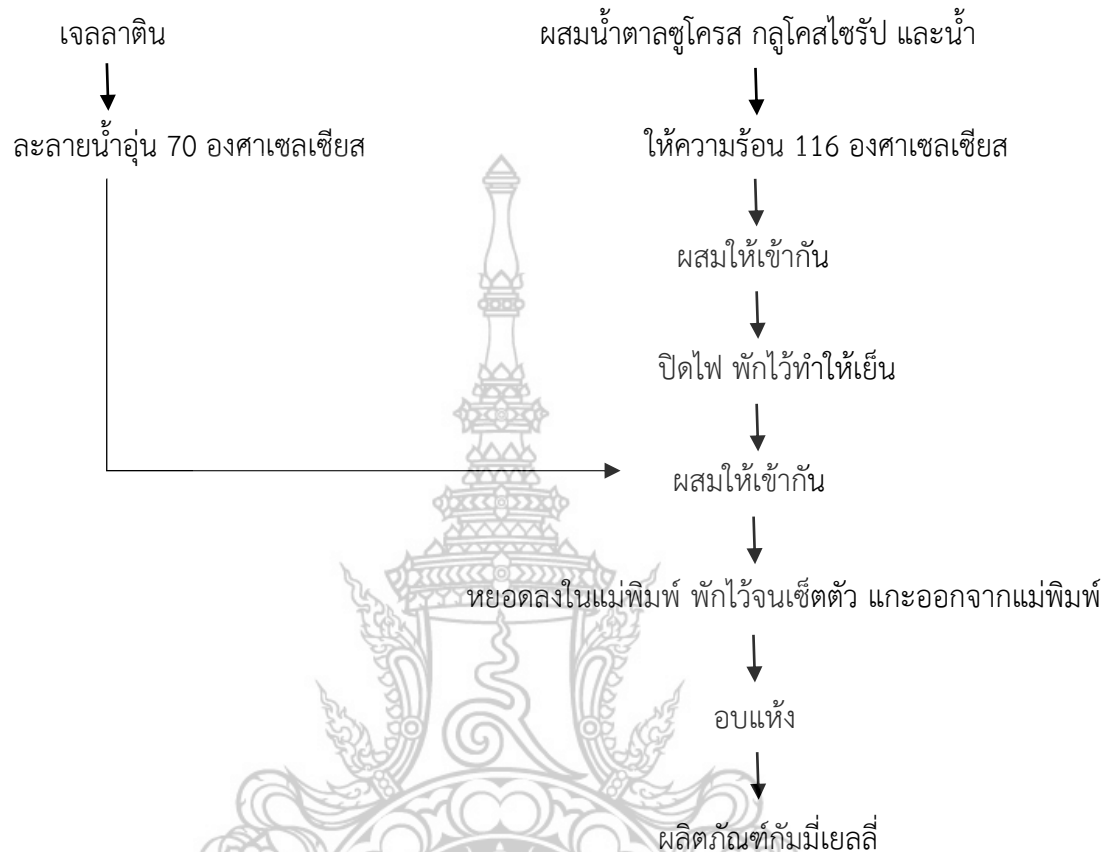 เจลลาติน
ผสมน้ำตาลซูโครส กลูโคสไซรัป และน้ำ
ละลายน้ำอุ่น 70 องศาเซลเซียส
ให้ความร้อน 116 องศาเซลเซียส
ผสมให้เข้ากัน
ปิดไฟ พักไว้ทำให้เย็น
ผสมให้เข้ากัน
หยอดลงในแม่พิมพ์ พักไว้จนเซ็ตตัว แกะออกจากแม่พิมพ์
อบแห้ง
ผลิตภัณฑ์กัมมี่เยลลี่